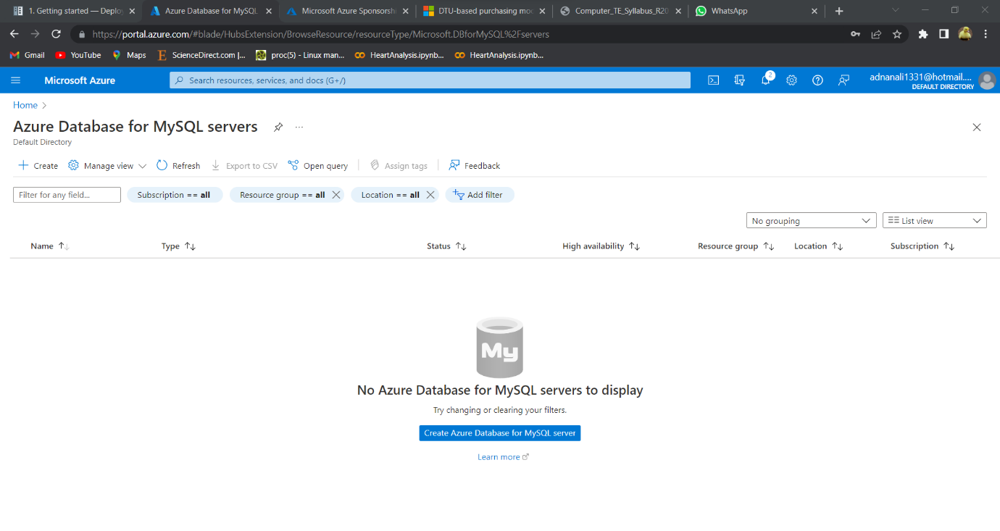 1. Getting started — Deplo
Azure Database for MySQL
Microsoft Azure Sponsorsh
DTU-based purchasing mod
Computer_TE_Syllabus_R20
WhatsApp
https://portal.azure.com/#blade/HubsExtension/BrowseResource/resourceType/Microsoft.DBforMySQL%2Fservers
Gmail YouTube Maps ScienceDirect.com |... proc(5) - Linux man... HeartAnalysis.ipynb... HeartAnalysis.ipynb...
Microsoft Azure
Search resources, services, and docs (G+/)
2
adnanali1331@hotmail....
DEFAULT DIRECTORY
Home
Azure Database for MySQL servers ...
Default Directory
Create Manage view Refresh Export to CSV Open query Assign tags Feedback
Filter for any field... Subscription == all Resource group == all Location == all Add filter
No grouping List view
Name Type Status High availability Resource group Location Subscription
My
No Azure Database for MySQL servers to display
Try changing or clearing your filters.
Create Azure Database for MySQL server
Learn more